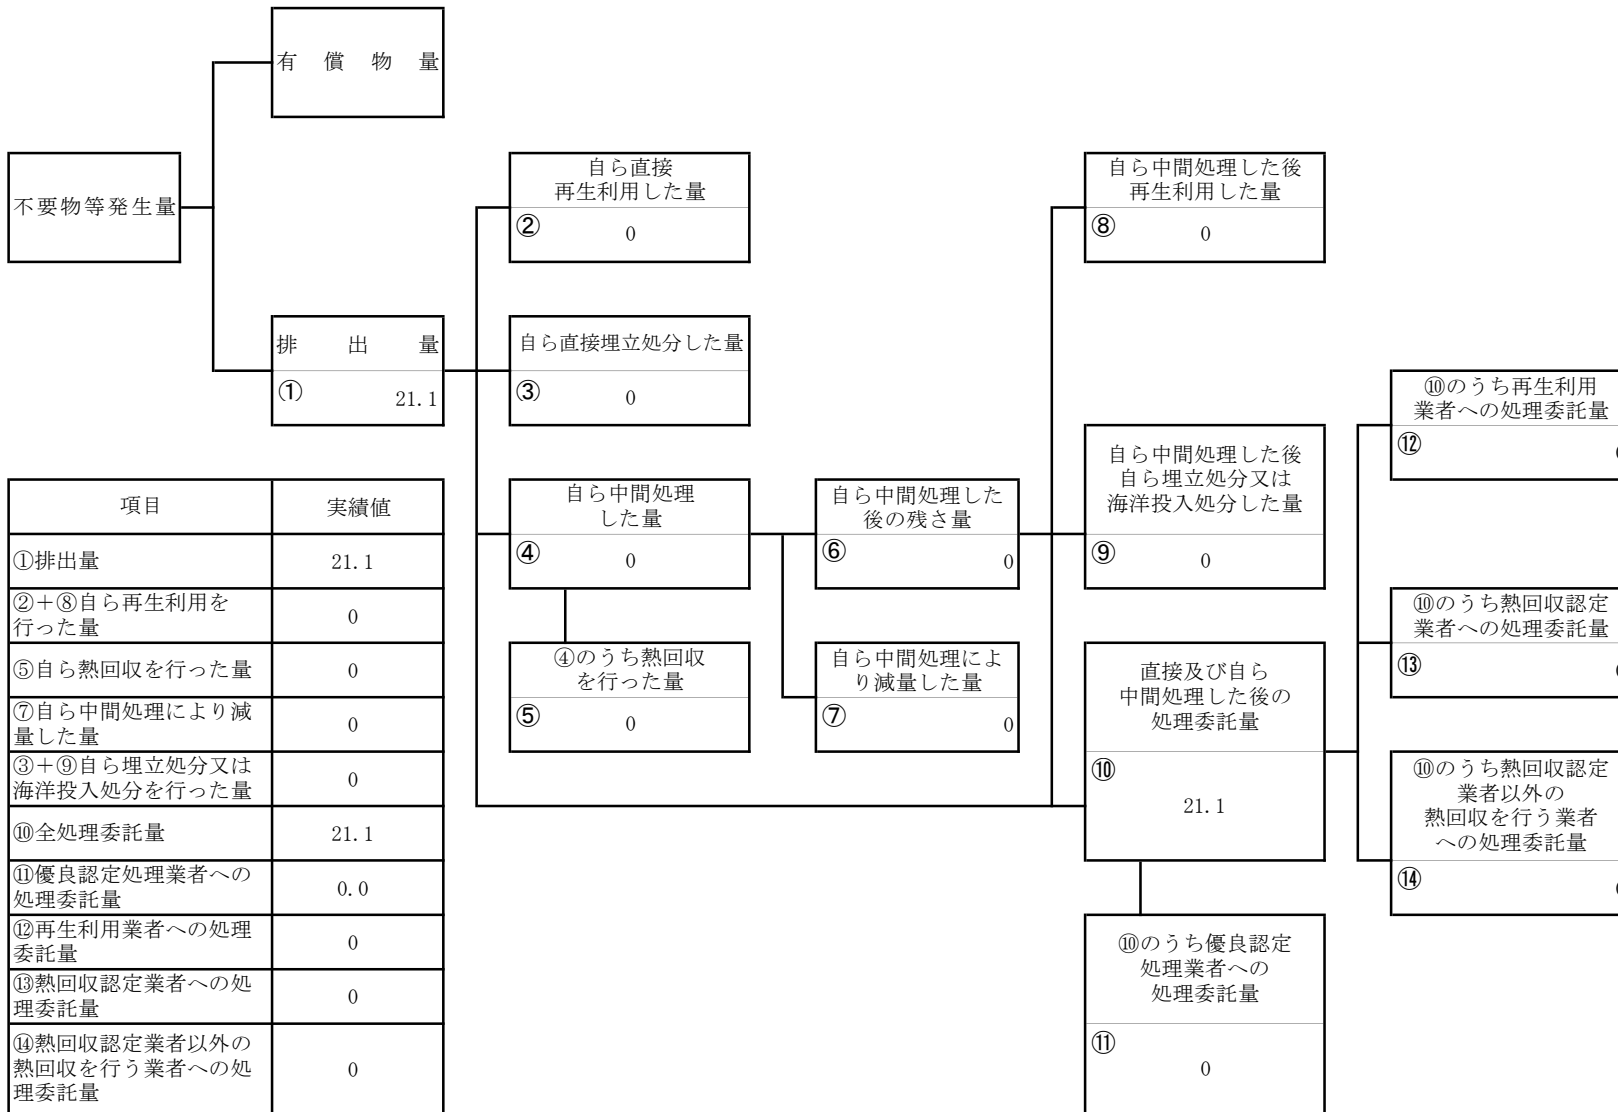 有償物量
不要物等発生量
排出量
① 21.1
自ら直接
再生利用した量
② 0
自ら直接埋立処分した量
③ 0
自ら中間処理
した量
④ 0
④のうち熱回収
を行った量
⑤ 0
自ら中間処理した
後の残さ量
⑥ 0
自ら中間処理によ
り減量した量
⑦ 0
自ら中間処理した後
再生利用した量
⑧ 0
自ら中間処理した後
自ら埋立処分又は
海洋投入処分した量
⑨ 0
直接及び自ら
中間処理した後の
処理委託量
⑩
21.1
⑩のうち優良認定
処理業者への
処理委託量
⑪
0
⑩のうち再生利用
業者への処理委託量
⑫
⑩のうち熱回収認定
業者への処理委託量
⑬
⑩のうち熱回収認定
業者以外の
熱回収を行う業者
への処理委託量
⑭
項目 実績値
①排出量 21.1
②+⑧自ら再生利用を
行った量 0
⑤自ら熱回収を行った量 0
⑦自ら中間処理により減
量した量 0
③+⑨自ら埋立処分又は
海洋投入処分を行った量 0
⑩全処理委託量 21.1
⑪優良認定処理業者への
処理委託量 0.0
⑫再生利用業者への処理
委託量 0
⑬熱回収認定業者への処
理委託量 0
⑭熱回収認定業者以外の
熱回収を行う業者への処
理委託量 0